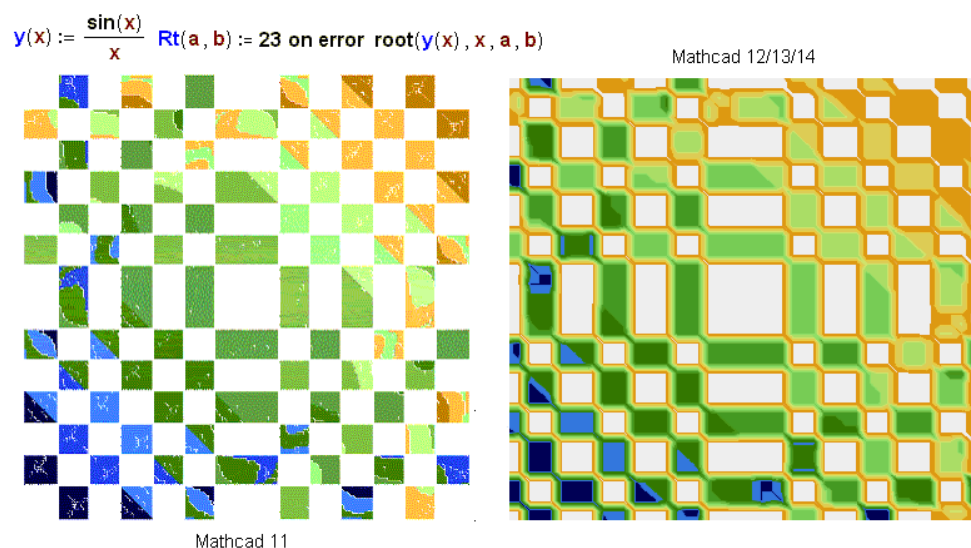 y(x) := sin(x)/x Rt(a, b) := 23 on error root(y(x), x, a, b)
Mathcad 12/13/14
Mathcad 11